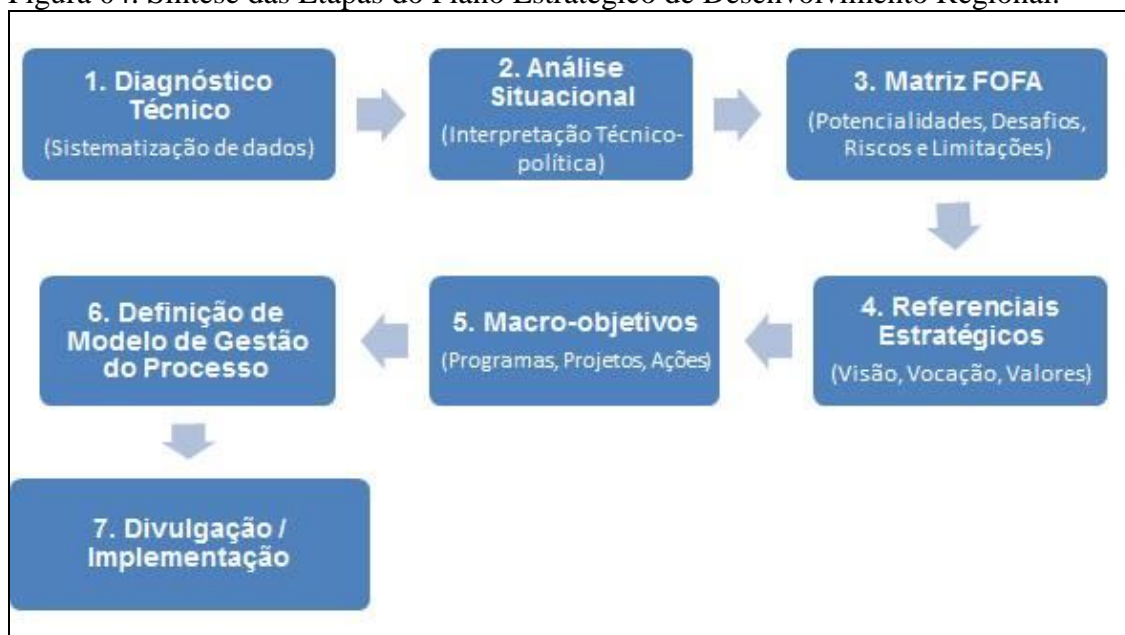 Figura 04. Síntese das Etapas do Plano Estratégico de Desenvolvimento Regional.
1. Diagnóstico
Técnico
(Sistematização de dados)
2. Análise
Situacional
(Interpretação Técnico-
política)
3. Matriz FOFA
(Potencialidades, Desafios,
Riscos e Limitações)
4. Referenciais
Estratégicos
(Visão, Vocação, Valores)
5. Macro-objetivos
(Programas, Projetos, Ações)
6. Definição de
Modelo de Gestão
do Processo
7. Divulgação /
Implementação